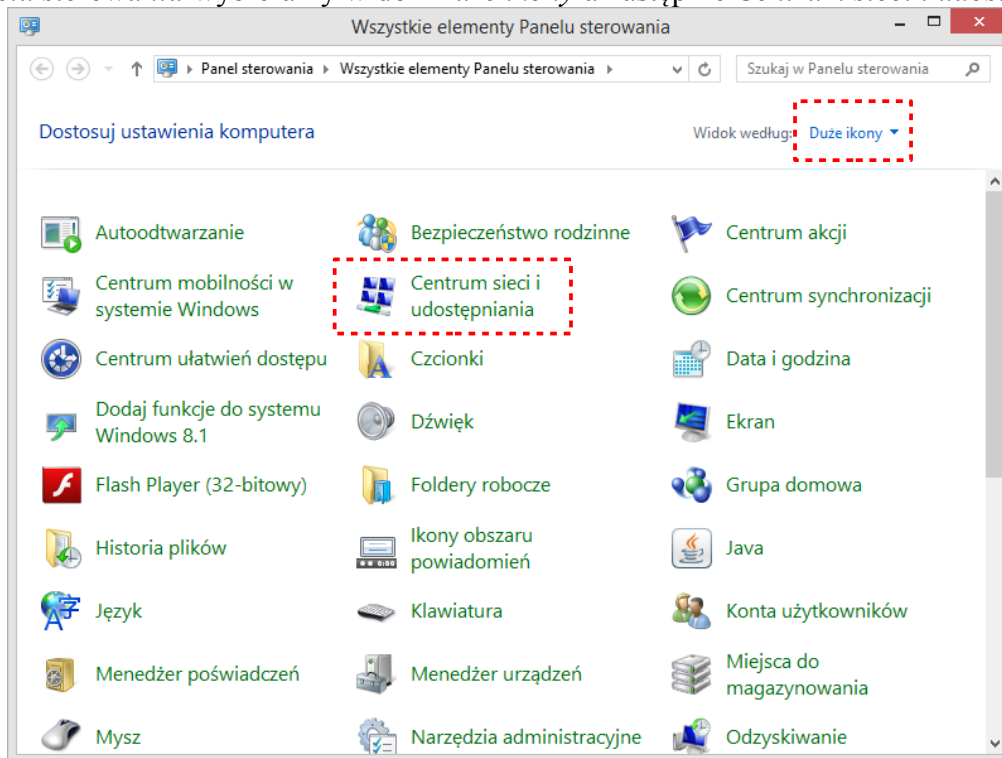 Wszystkie elementy Panelu sterowania
Panel sterowania Wszystkie elementy Panelu sterowania
Szukaj w Panelu sterowania
Dostosuj ustawienia komputera
Widok według: Duże ikony
Autoodtwarzanie
Bezpieczeństwo rodzinne
Centrum akcji
Centrum mobilności w
systemie Windows
Centrum sieci i
udostępniania
Centrum synchronizacji
Centrum ułatwień dostępu
Czcionki
Data i godzina
Dodaj funkcje do systemu
Windows 8.1
Dźwięk
Ekran
Flash Player (32-bitowy)
Foldery robocze
Grupa domowa
Historia plików
Ikony obszaru
powiadomień
Java
Język
Klawiatura
Konta użytkowników
Menedżer poświadczeń
Menedżer urządzeń
Miejsca do
magazynowania
Mysz
Narzędzia administracyjne
Odzyskiwanie